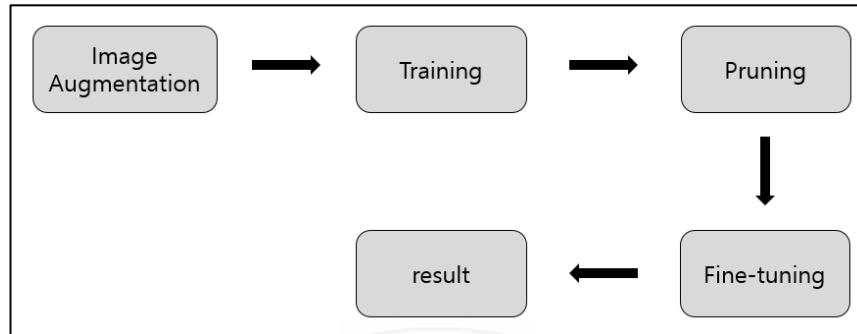 Image
Augmentation
Training
Pruning
Fine-tuning
result